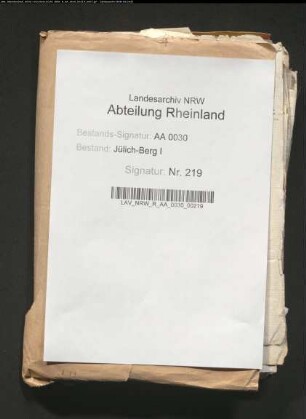 Landesarchiv NRW
Abteilung Rheinland
Bestands-Signatur: AA 0030
Bestand: Jülich-Berg I
Signatur: Nr. 219
LAV_NRW_R_AA_0030_00219